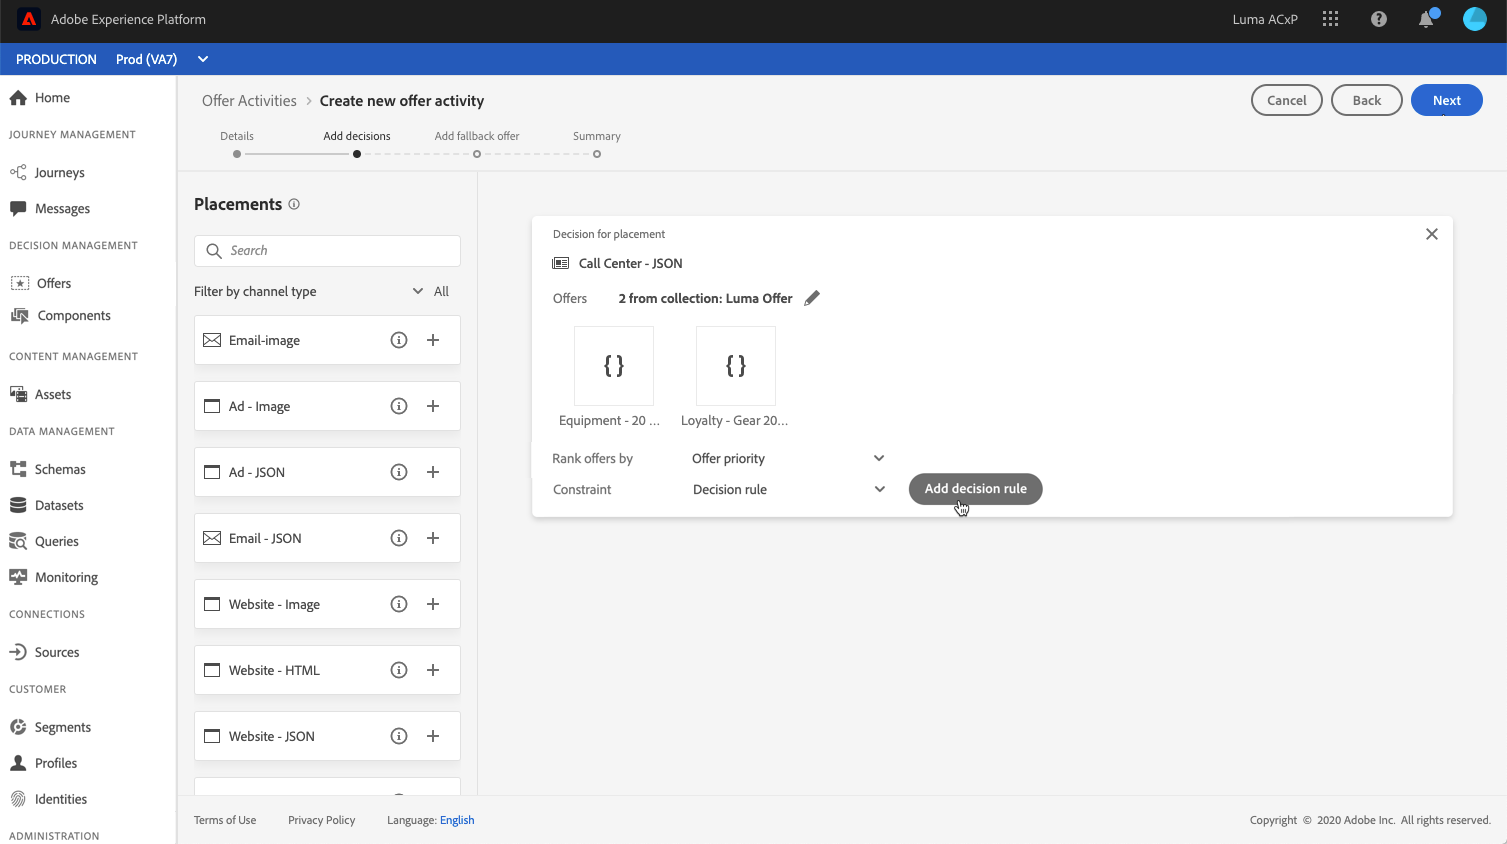 Adobe Experience Platform
Luma ACxP
PRODUCTION Prod (VA7)
Home
JOURNEY MANAGEMENT
Journeys
Messages
DECISION MANAGEMENT
Offers
Components
CONTENT MANAGEMENT
Assets
DATA MANAGEMENT
Schemas
Datasets
Queries
Monitoring
CONNECTIONS
Sources
CUSTOMER
Segments
Profiles
Identities
ADMINISTRATION
Offer Activities > Create new offer activity
Cancel
Back
Next
Details
Add decisions
Add fallback offer
Summary
Placements
Search
Filter by channel type
All
Email-image
Ad - Image
Ad - JSON
Email - JSON
Website - Image
Website - HTML
Website - JSON
Decision for placement
Call Center - JSON
Offers 2 from collection: Luma Offer
{} {}
Equipment - 20 ... Loyalty - Gear 20...
Rank offers by Offer priority
Constraint Decision rule Add decision rule
Terms of Use Privacy Policy Language: English
Copyright © 2020 Adobe Inc. All rights reserved.